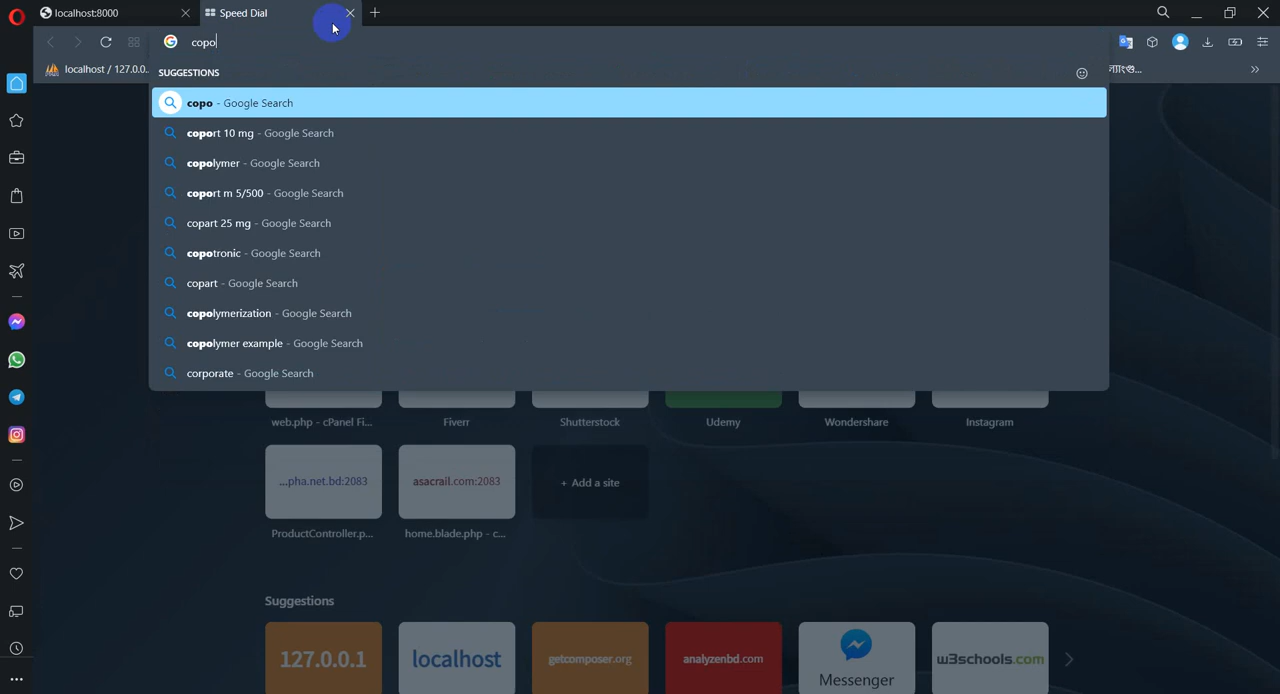 localhost:8000
Speed Dial
copo
localhost / 127.0.0...
SUGGESTIONS
copo - Google Search
coport 10 mg - Google Search
copolymer - Google Search
coport m 5/500 - Google Search
copart 25 mg - Google Search
copotronic - Google Search
copart - Google Search
copolymerization - Google Search
copolymer example - Google Search
corporate - Google Search
web.php - cPanel Fi...
Fiverr
Shutterstock
Udemy
Wondershare
Instagram
...pha.net.bd:2083
asacrail.com:2083
+ Add a site
ProductController.p...
home.blade.php - c...
Suggestions
127.0.0.1
localhost
getcomposer.org
analyzenbd.com
Messenger
w3schools.com